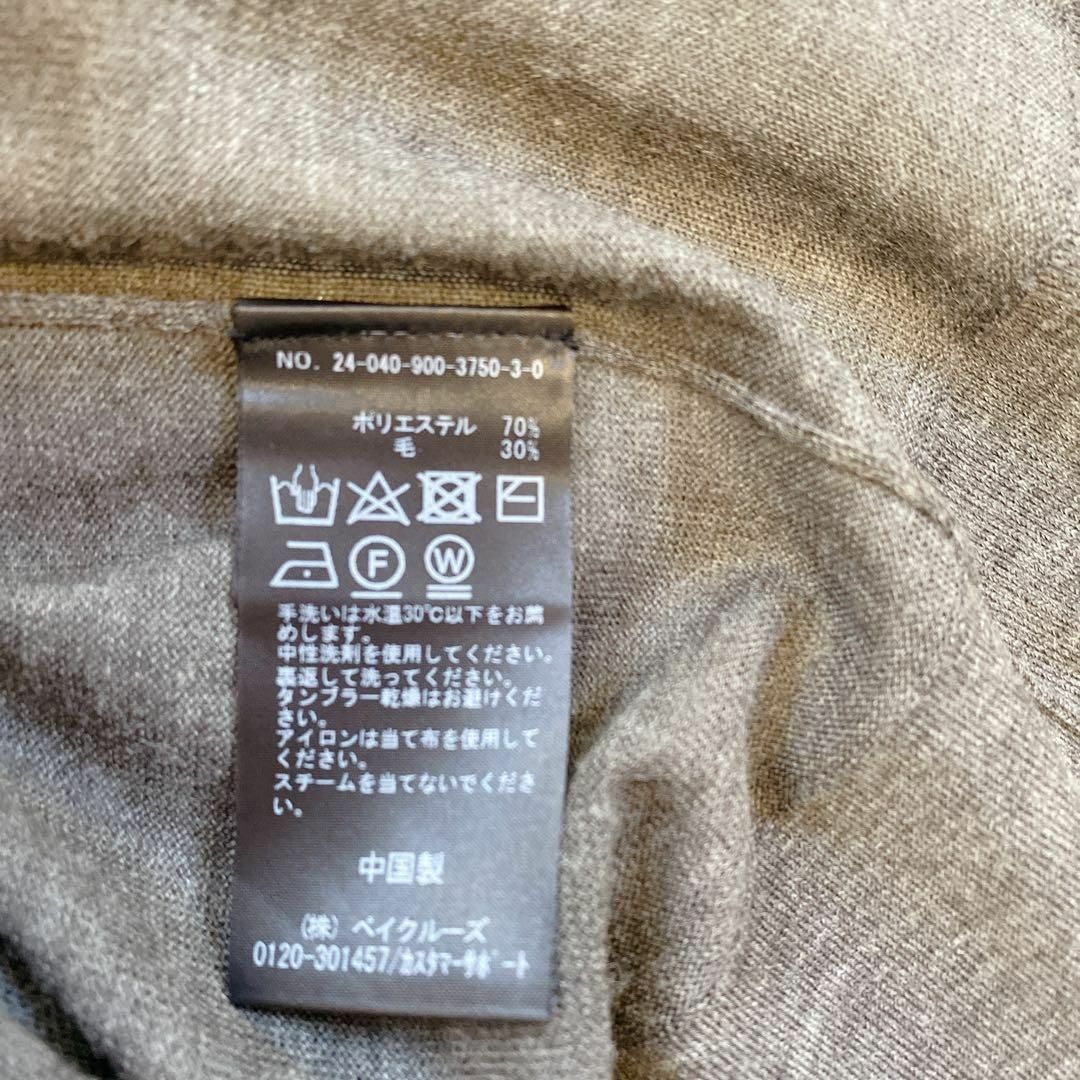 NO. 24-040-900-3750-3-0
ポリエステル 70%
毛 30%
F W
手洗いは水温30℃以下をお薦
めします。
中性洗剤を使用してください。
裏返して洗ってください。
タンブラー乾燥はお避けくだ
さい。
アイロンは当て布を使用して
ください。
スチームを当てないでくださ
い。
中国製
(株) ベイクルーズ
0120-301457/カスタマーサポート